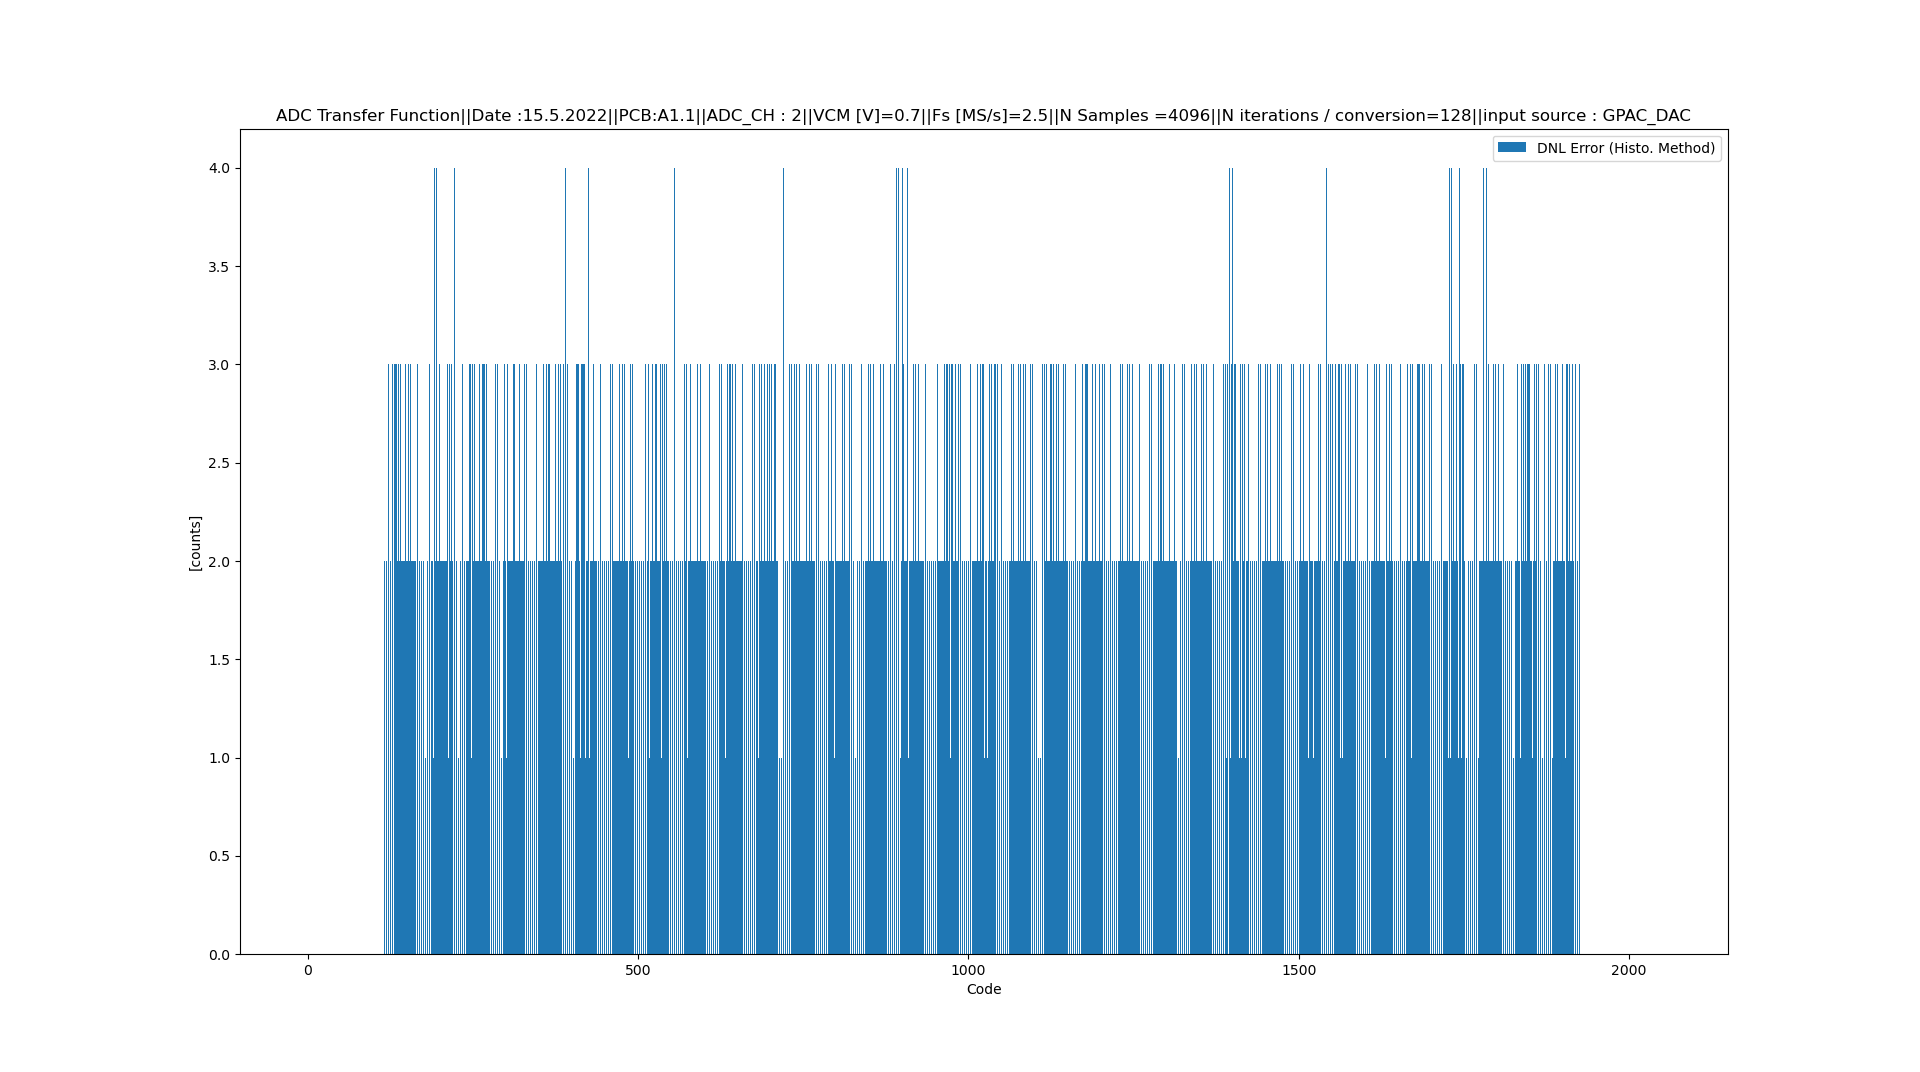 ADC Transfer Function||Date :15.5.2022||PCB:A1.1||ADC_CH : 2||VCM [V]=0.7||Fs [MS/s]=2.5||N Samples =4096||N iterations / conversion=128||input source : GPAC_DAC
DNL Error (Histo. Method)
4.0
3.5
3.0
2.5
2.0
1.5
1.0
0.5
0.0
[counts]
0 500 1000 1500 2000
Code